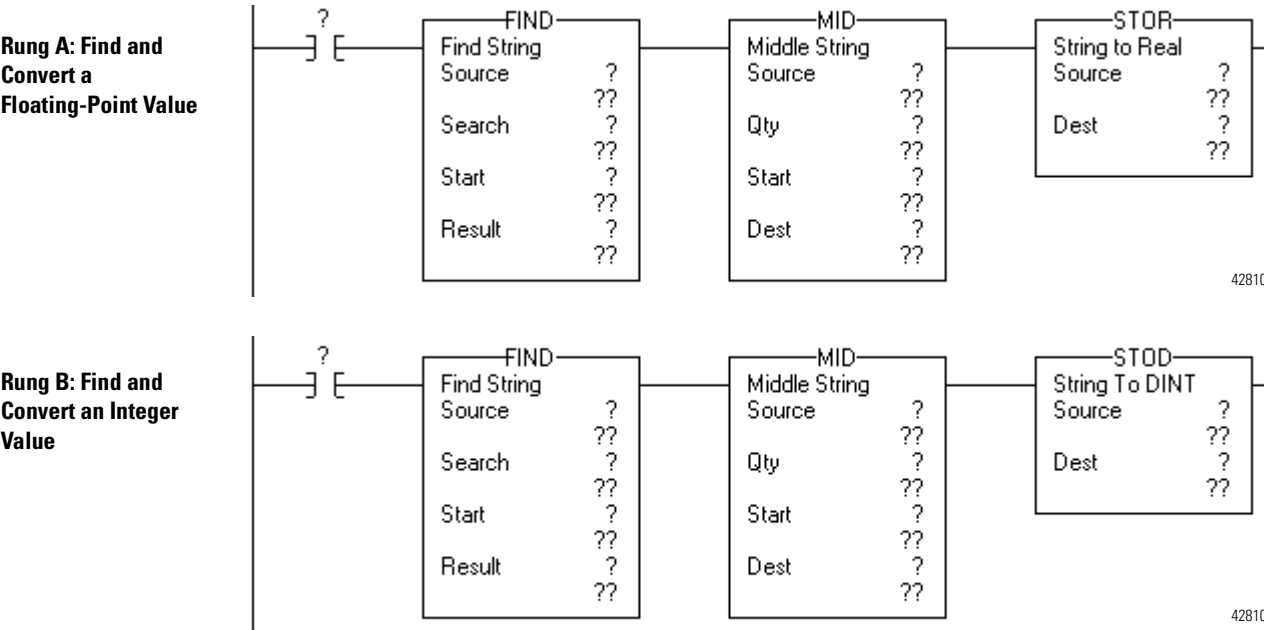 Rung A: Find and
Convert a
Floating-Point Value
?
FIND
Find String
Source ?
??
Search ?
??
Start ?
??
Result ?
??
MID
Middle String
Source ?
??
Qty ?
??
Start ?
??
Dest ?
??
STOR
String to Real
Source ?
??
Dest ?
??
42810
Rung B: Find and
Convert an Integer
Value
?
FIND
Find String
Source ?
??
Search ?
??
Start ?
??
Result ?
??
MID
Middle String
Source ?
??
Qty ?
??
Start ?
??
Dest ?
??
STOD
String To DINT
Source ?
??
Dest ?
??
42810